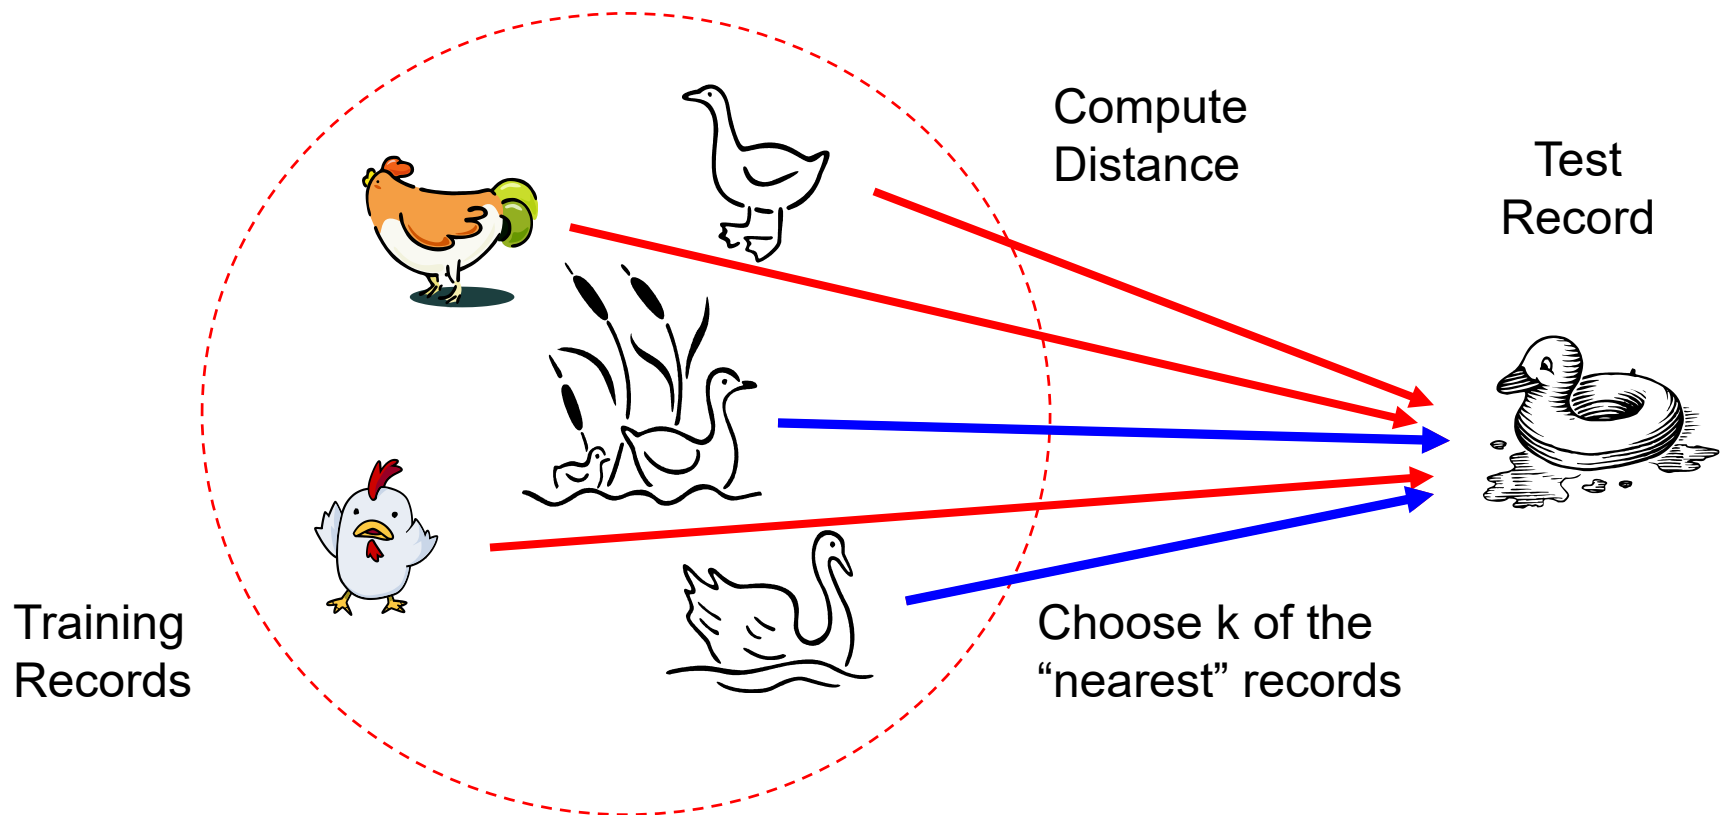 Compute
Distance
Test
Record
Training
Records
Choose k of the
“nearest” records